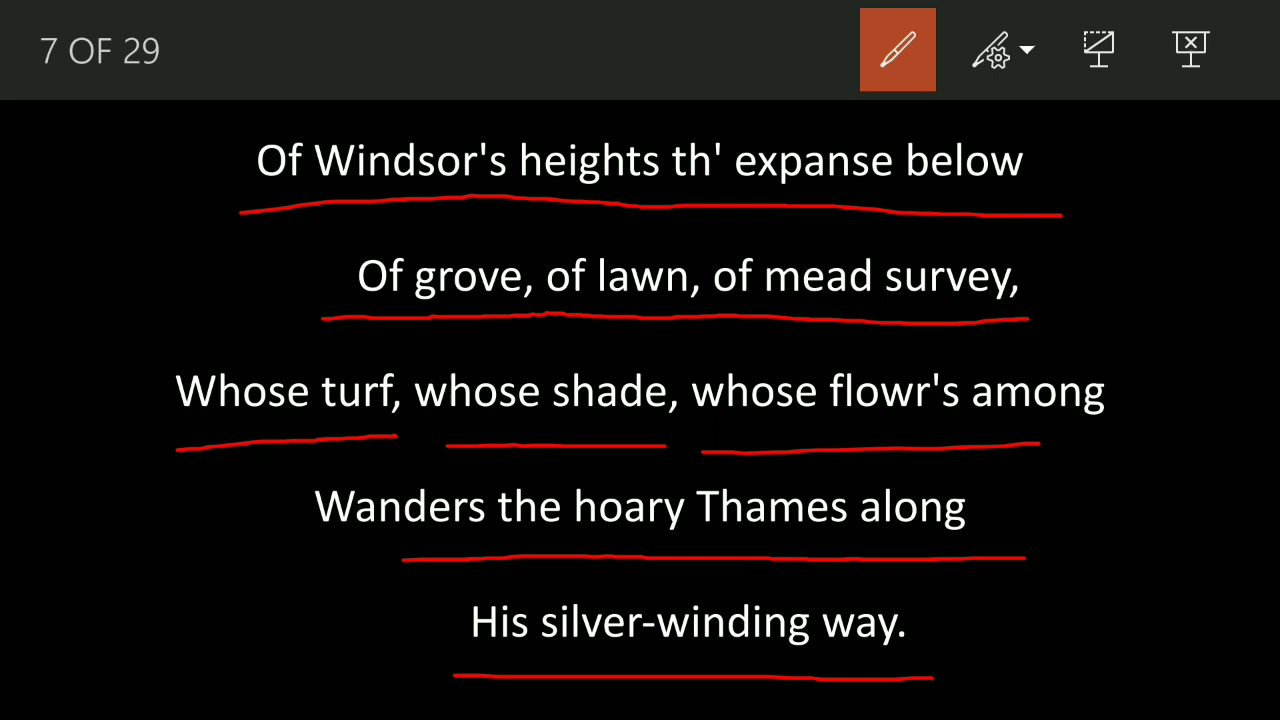 7 OF 29
Of Windsor's heights th' expanse below
Of grove, of lawn, of mead survey,
Whose turf, whose shade, whose flowr's among
Wanders the hoary Thames along
His silver-winding way.